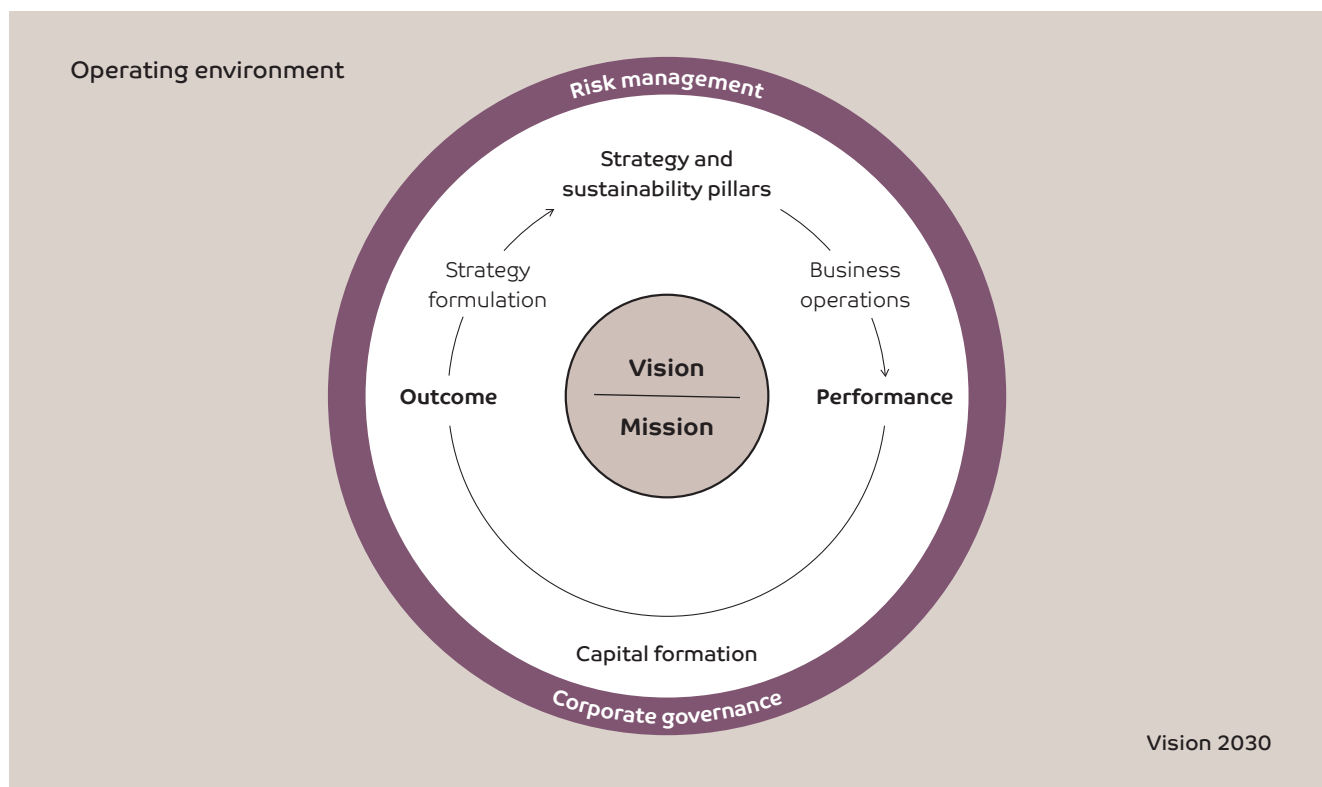 Operating environment
Risk management
Strategy and
sustainability pillars
Strategy
formulation
Business
operations
Vision
Mission
Outcome
Performance
Capital formation
Corporate governance
Vision 2030